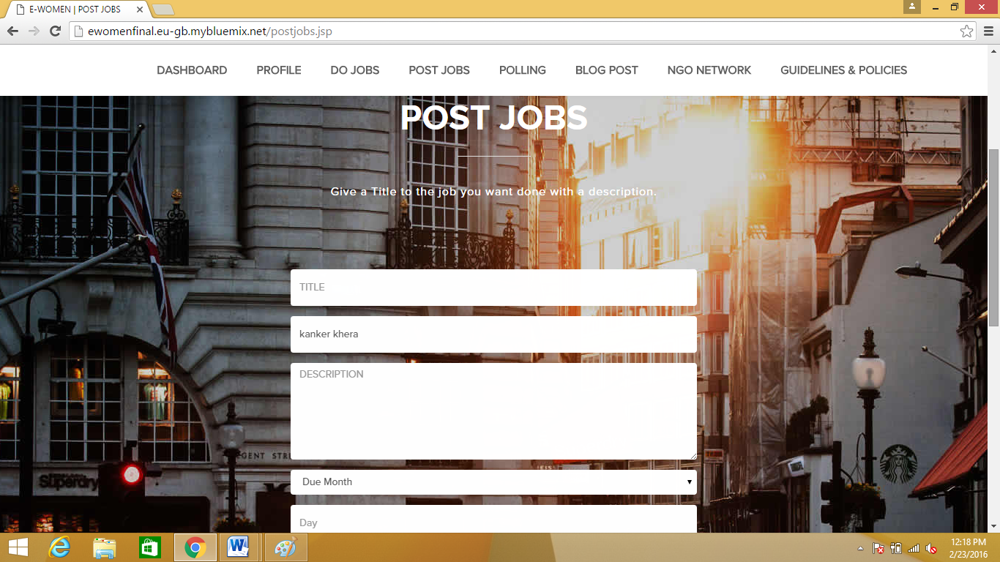 E-WOMEN | POST JOBS
ewomenfinal.eu-gb.mybluemix.net/postjobs.jsp
DASHBOARD PROFILE DO JOBS POST JOBS POLLING BLOG POST NGO NETWORK GUIDELINES & POLICIES
POST JOBS
Give a Title to the job you want done with a description.
TITLE
kanker khera
DESCRIPTION
GENT STR
Superdry
Due Month
Day
12:18 PM
2/23/2016